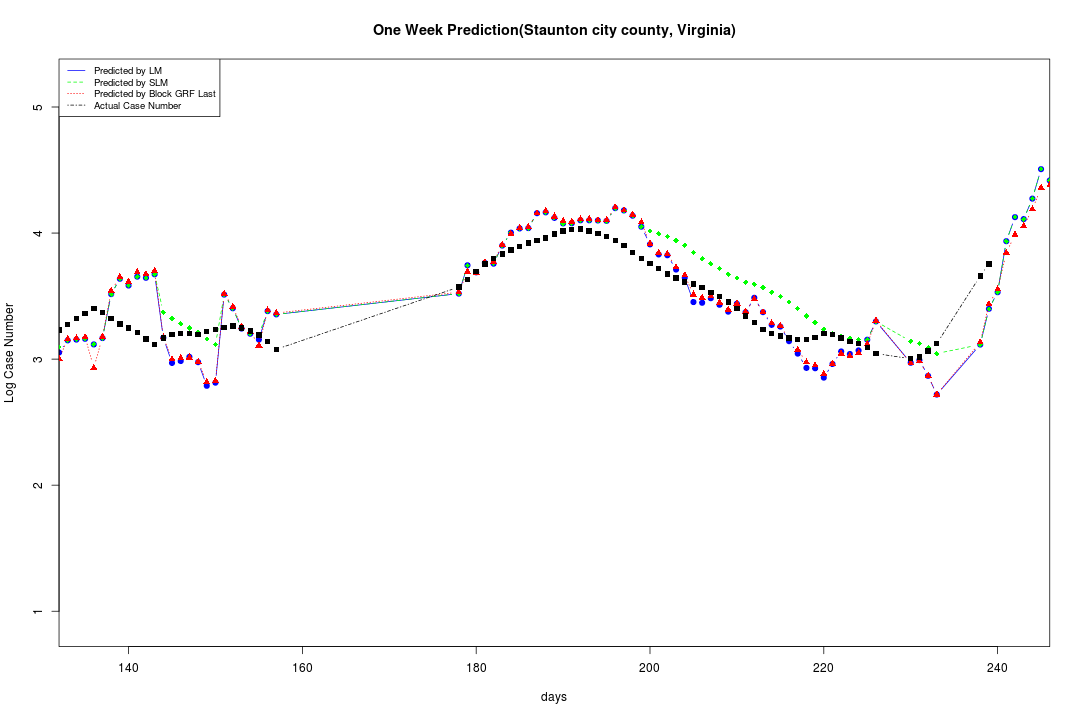 One Week Prediction(Staunton city county, Virginia)
Predicted by LM
Predicted by SLM
Predicted by Block GRF Last
Actual Case Number
5
4
3
2
1
Log Case Number
140 160 180 200 220 240
days